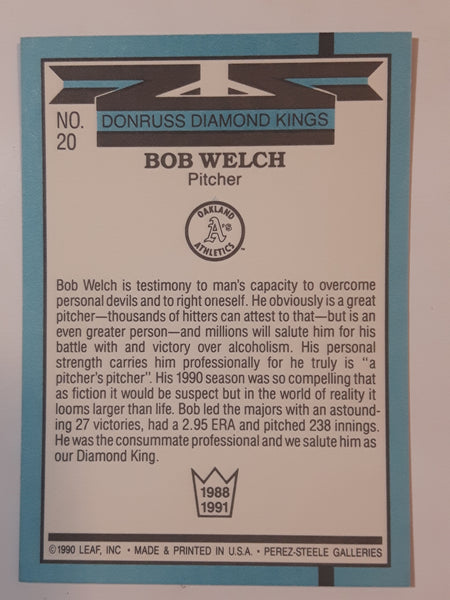 NO.
20
DONRUSS DIAMOND KINGS
BOB WELCH
Pitcher
OAKLAND
A's
ATHLETICS
Bob Welch is testimony to man's capacity to overcome
personal devils and to right oneself. He obviously is a great
pitcher—thousands of hitters can attest to that—but is an
even greater person—and millions will salute him for his
battle with and victory over alcoholism. His personal
strength carries him professionally for he truly is "a
pitcher's pitcher". His 1990 season was so compelling that
as fiction it would be suspect but in the world of reality it
looms larger than life. Bob led the majors with an astound-
ing 27 victories, had a 2.95 ERA and pitched 238 innings.
He was the consummate professional and we salute him as
our Diamond King.
1988
1991
©1990 LEAF, INC • MADE & PRINTED IN U.S.A. • PEREZ-STEELE GALLERIES